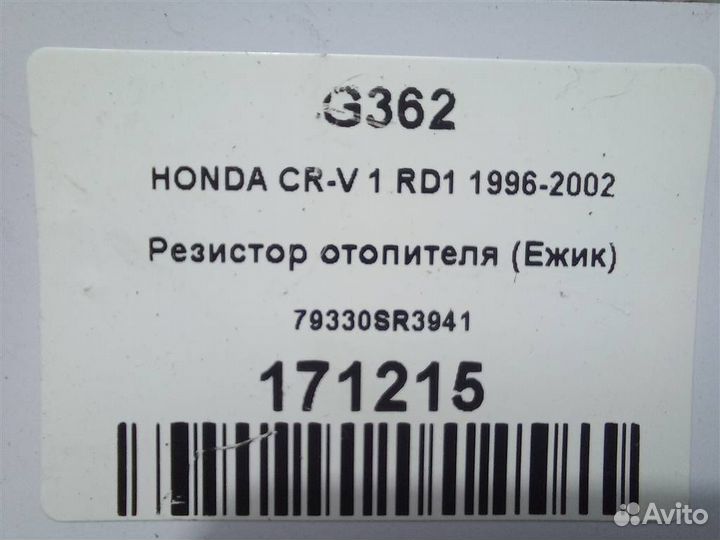 G362
HONDA CR-V 1 RD1 1996-2002
Резистор отопителя (Ежик)
79330SR3941
171215
Avito